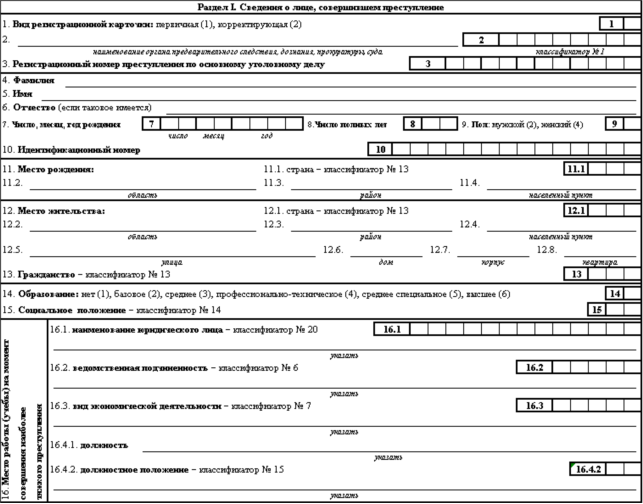 Раздел I. Сведения о лице, совершившем преступление
1. Вид регистрационной карточки: первичная (1), корректирующая (2) 1
2. 2
наименование органа предварительного следствия, дознания, прокуратуры, суда классификатор № 1
3. Регистрационный номер преступления по основному уголовному делу 3
4. Фамилия
5. Имя
6. Отчество (если таковое имеется)
7. Число, месяц, год рождения 7 8. Число полных лет 8 9. Пол: мужской (2), женский (4) 9
число месяц год
10. Идентификационный номер 10
11. Место рождения: 11.1. страна – классификатор № 13 11.1
11.2. 11.3. 11.4.
область район населенный пункт
12. Место жительства: 12.1. страна – классификатор № 13 12.1
12.2. 12.3. 12.4.
область район населенный пункт
12.5. 12.6. 12.7. 12.8.
улица дом корпус квартира
13. Гражданство – классификатор № 13 13
14. Образование: нет (1), базовое (2), среднее (3), профессионально-техническое (4), среднее специальное (5), высшее (6) 14
15. Социальное положение – классификатор № 14 15
16. Место работы (учебы) на момент совершения наиболее тяжкого преступления
16.1. наименование юридического лица – классификатор № 20 16.1
указать
16.2. ведомственная подчиненность – классификатор № 6 16.2
указать
16.3. вид экономической деятельности – классификатор № 7 16.3
указать
16.4.1. должность
указать
16.4.2. должностное положение – классификатор № 15 16.4.2
указать